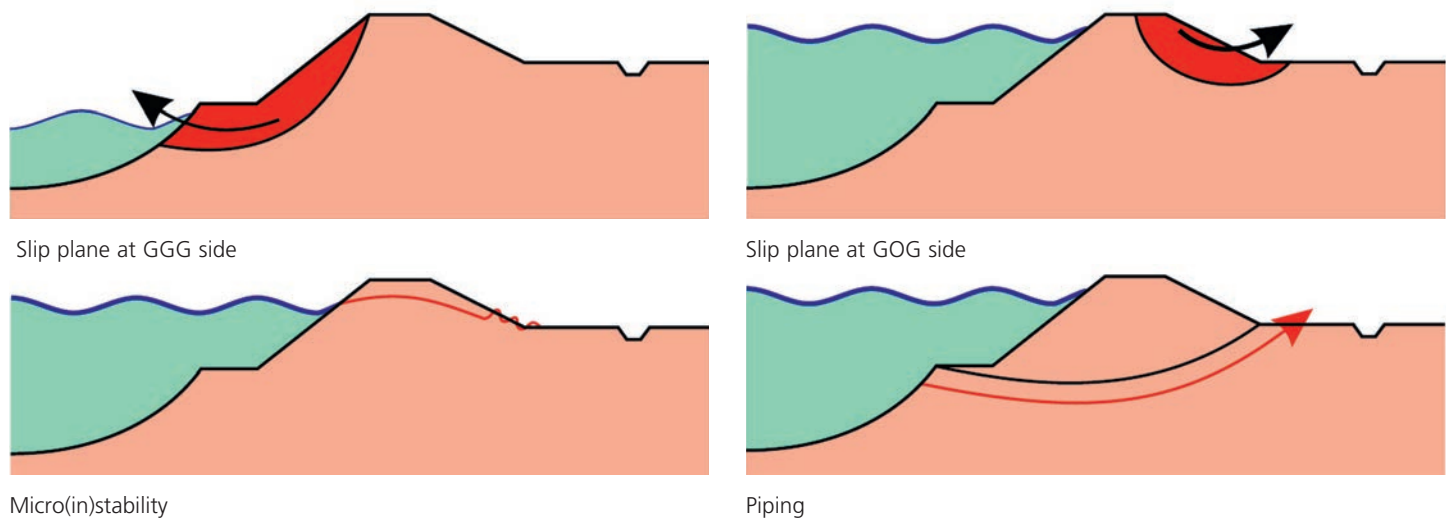 Slip plane at GGG side
Slip plane at GOG side
Micro(in)stability
Piping